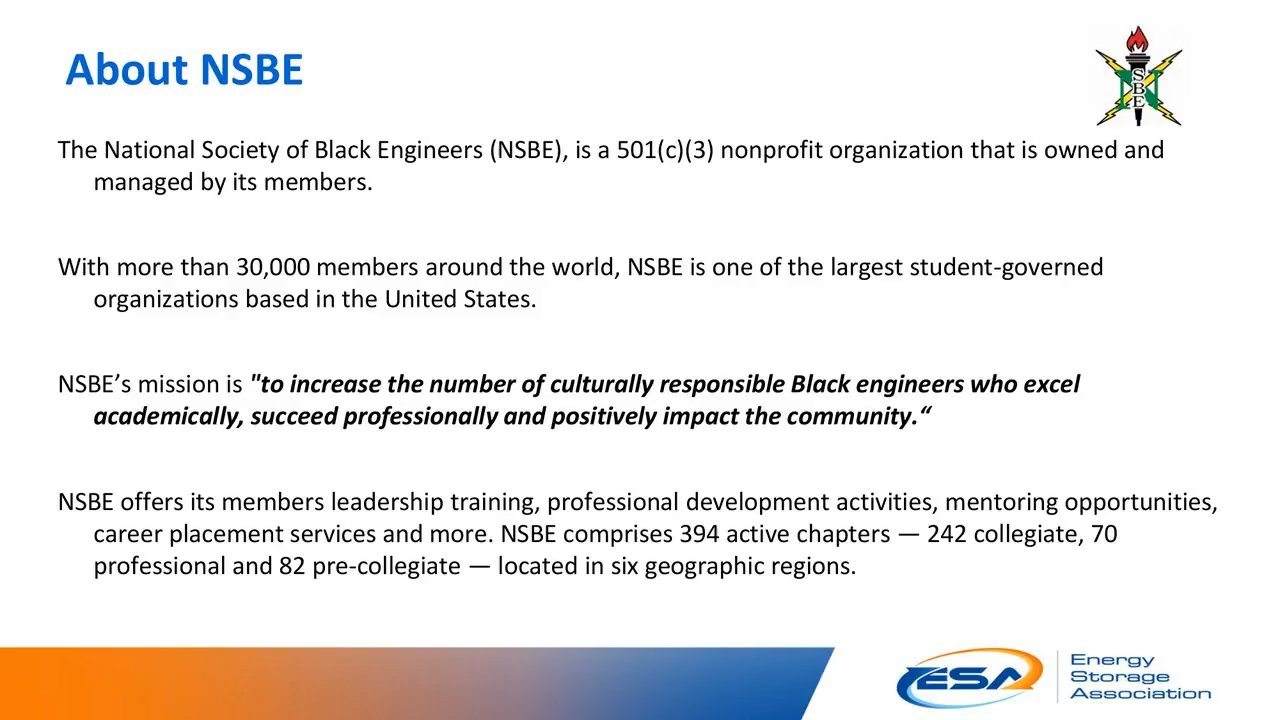 About NSBE
NSBE
The National Society of Black Engineers (NSBE), is a 501(c)(3) nonprofit organization that is owned and
managed by its members.
With more than 30,000 members around the world, NSBE is one of the largest student-governed
organizations based in the United States.
NSBE’s mission is "to increase the number of culturally responsible Black engineers who excel
academically, succeed professionally and positively impact the community.“
NSBE offers its members leadership training, professional development activities, mentoring opportunities,
career placement services and more. NSBE comprises 394 active chapters — 242 collegiate, 70
professional and 82 pre-collegiate — located in six geographic regions.
ESA
Energy
Storage
Association